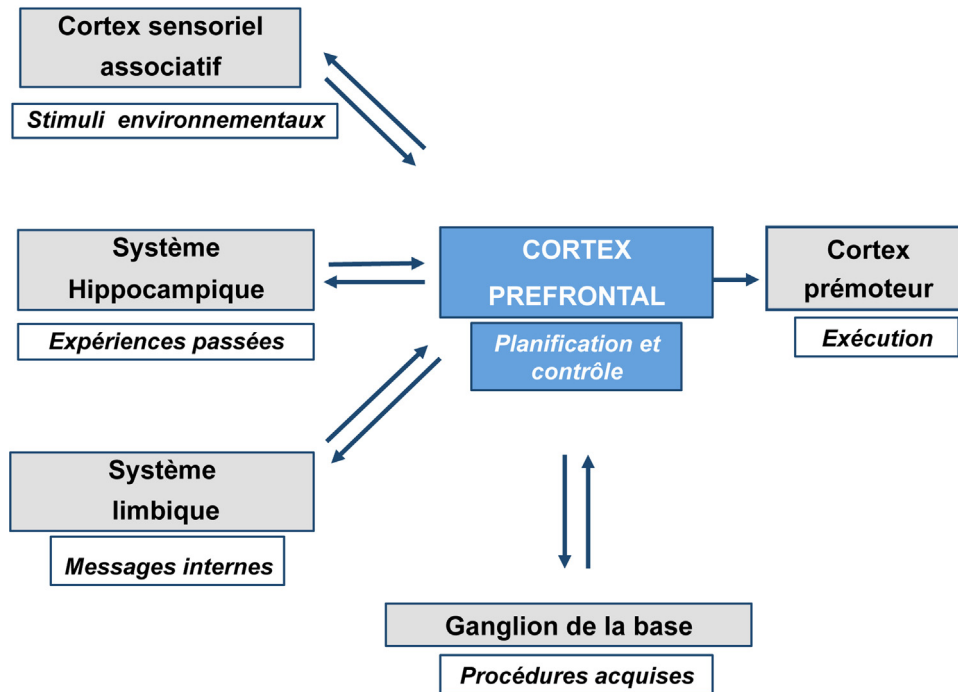 Cortex sensoriel
associatif
Stimuli environnementaux
Système
Hippocampique
Expériences passées
CORTEX
PREFRONTAL
Planification et
contrôle
Cortex
prémoteur
Exécution
Système
limbique
Messages internes
Ganglion de la base
Procédures acquises